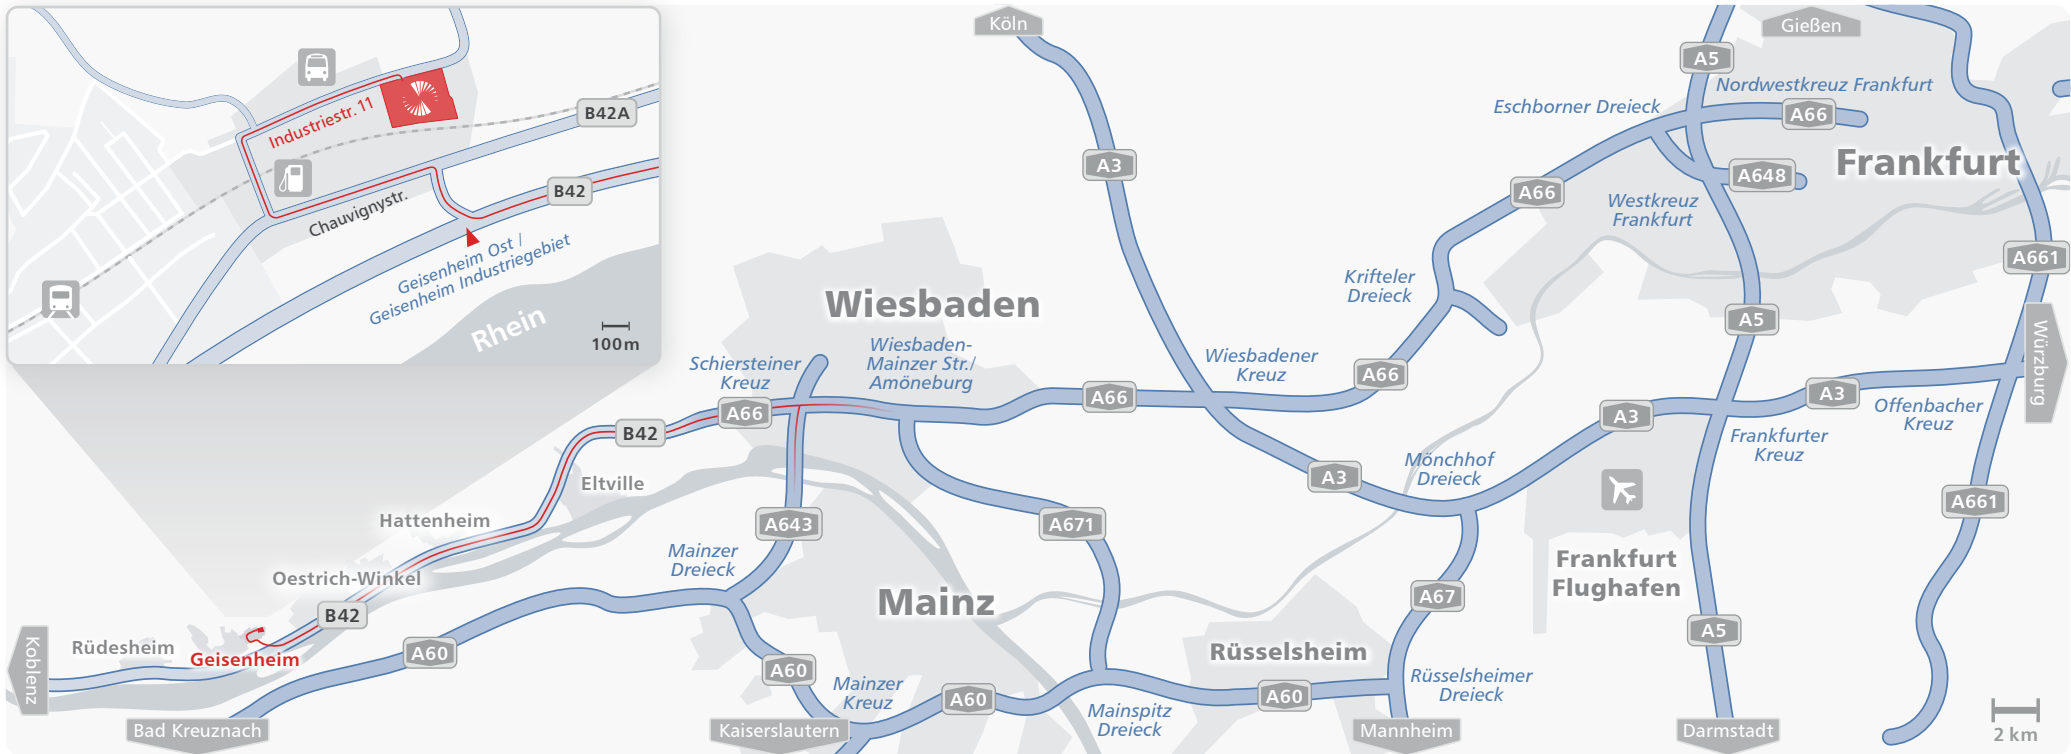 Industriestr. 11
B42A
B42
Chauvignystr.
Geisenheim Ost /
Geisenheim Industriegebiet
Rhein
100m
Köln
A3
A5
Gießen
Nordwestkreuz Frankfurt
Eschborner Dreieck
A66
Frankfurt
A648
A66
Westkreuz
Frankfurt
A661
Krifteler
Dreieck
Wiesbaden
A5
Würzburg
Wiesbaden-
Mainzer Str./
Amöneburg
Schiersteiner
Kreuz
Wiesbadener
Kreuz
A66
A66
A66
A3
A3
Offenbacher
Kreuz
B42
Frankfurter
Kreuz
Mönchhof
Dreieck
A3
Eltville
A661
Hattenheim
A643
A671
Mainzer
Dreieck
Frankfurt
Flughafen
Oestrich-Winkel
Mainz
A67
B42
A5
Rüdesheim
Geisenheim
A60
Rüsselsheim
Koblenz
A60
Mainzer
Kreuz
A60
A60
Rüsselsheimer
Dreieck
Mainspitz
Dreieck
Bad Kreuznach
Kaiserslautern
Mannheim
Darmstadt
2 km